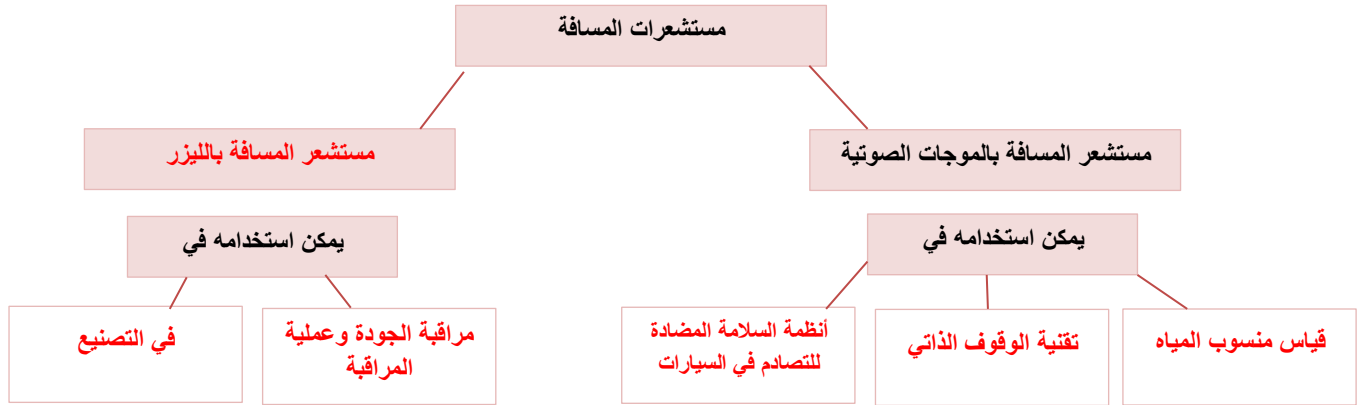 مستشعرات المسافة
مستشعر المسافة بالموجات الصوتية
مستشعر المسافة بالليزر
يمكن استخدامه في
يمكن استخدامه في
قياس منسوب المياه
تقنية الوقوف الذاتي
أنظمة السلامة المضادة
للتصادم في السيارات
مراقبة الجودة وعملية
المراقبة
في التصنيع